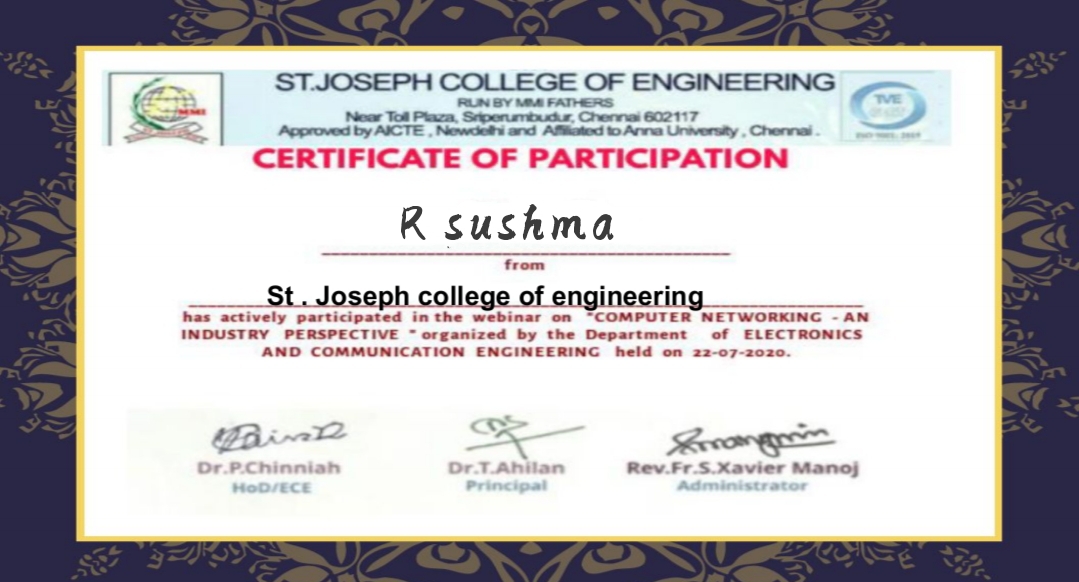 ST.JOSEPH COLLEGE OF ENGINEERING
RUN BY MMI FATHERS
Near Toll Plaza, Sriperumbudur, Chennai 602117
Approved by AICTE , Newdelhi and Affiliated to Anna University , Chennai .
MMI
TVE
CERTIFICATE OF PARTICIPATION
R sushma
from
St . Joseph college of engineering
has actively participated in the webinar on "COMPUTER NETWORKING - AN
INDUSTRY PERSPECTIVE " organized by the Department of ELECTRONICS
AND COMMUNICATION ENGINEERING held on 22-07-2020.
Dr.P.Chinniah
HoD/ECE
Dr.T.Ahilan
Principal
Rev.Fr.S.Xavier Manoj
Administrator